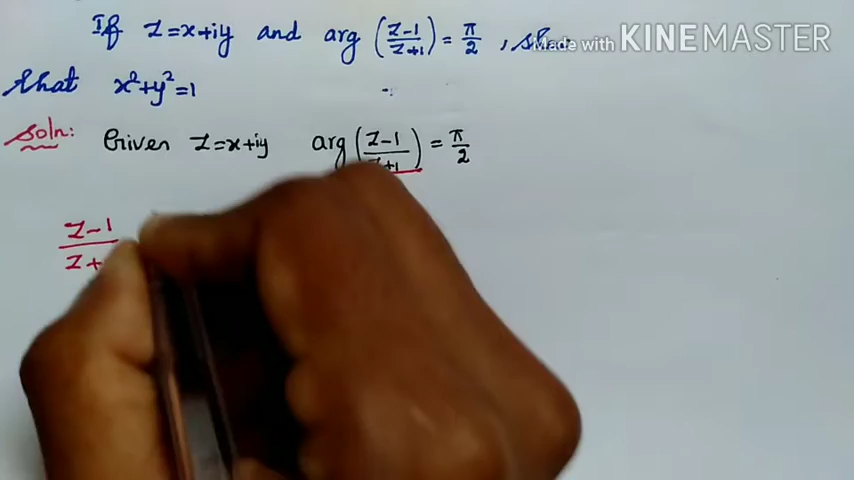 If z=x+iy and arg (z-1/z+1) = π/2 ,
Made with KINEMASTER
that x²+y²=1
Soln: Given z=x+iy arg (z-1/z+1) = π/2
z-1/z+